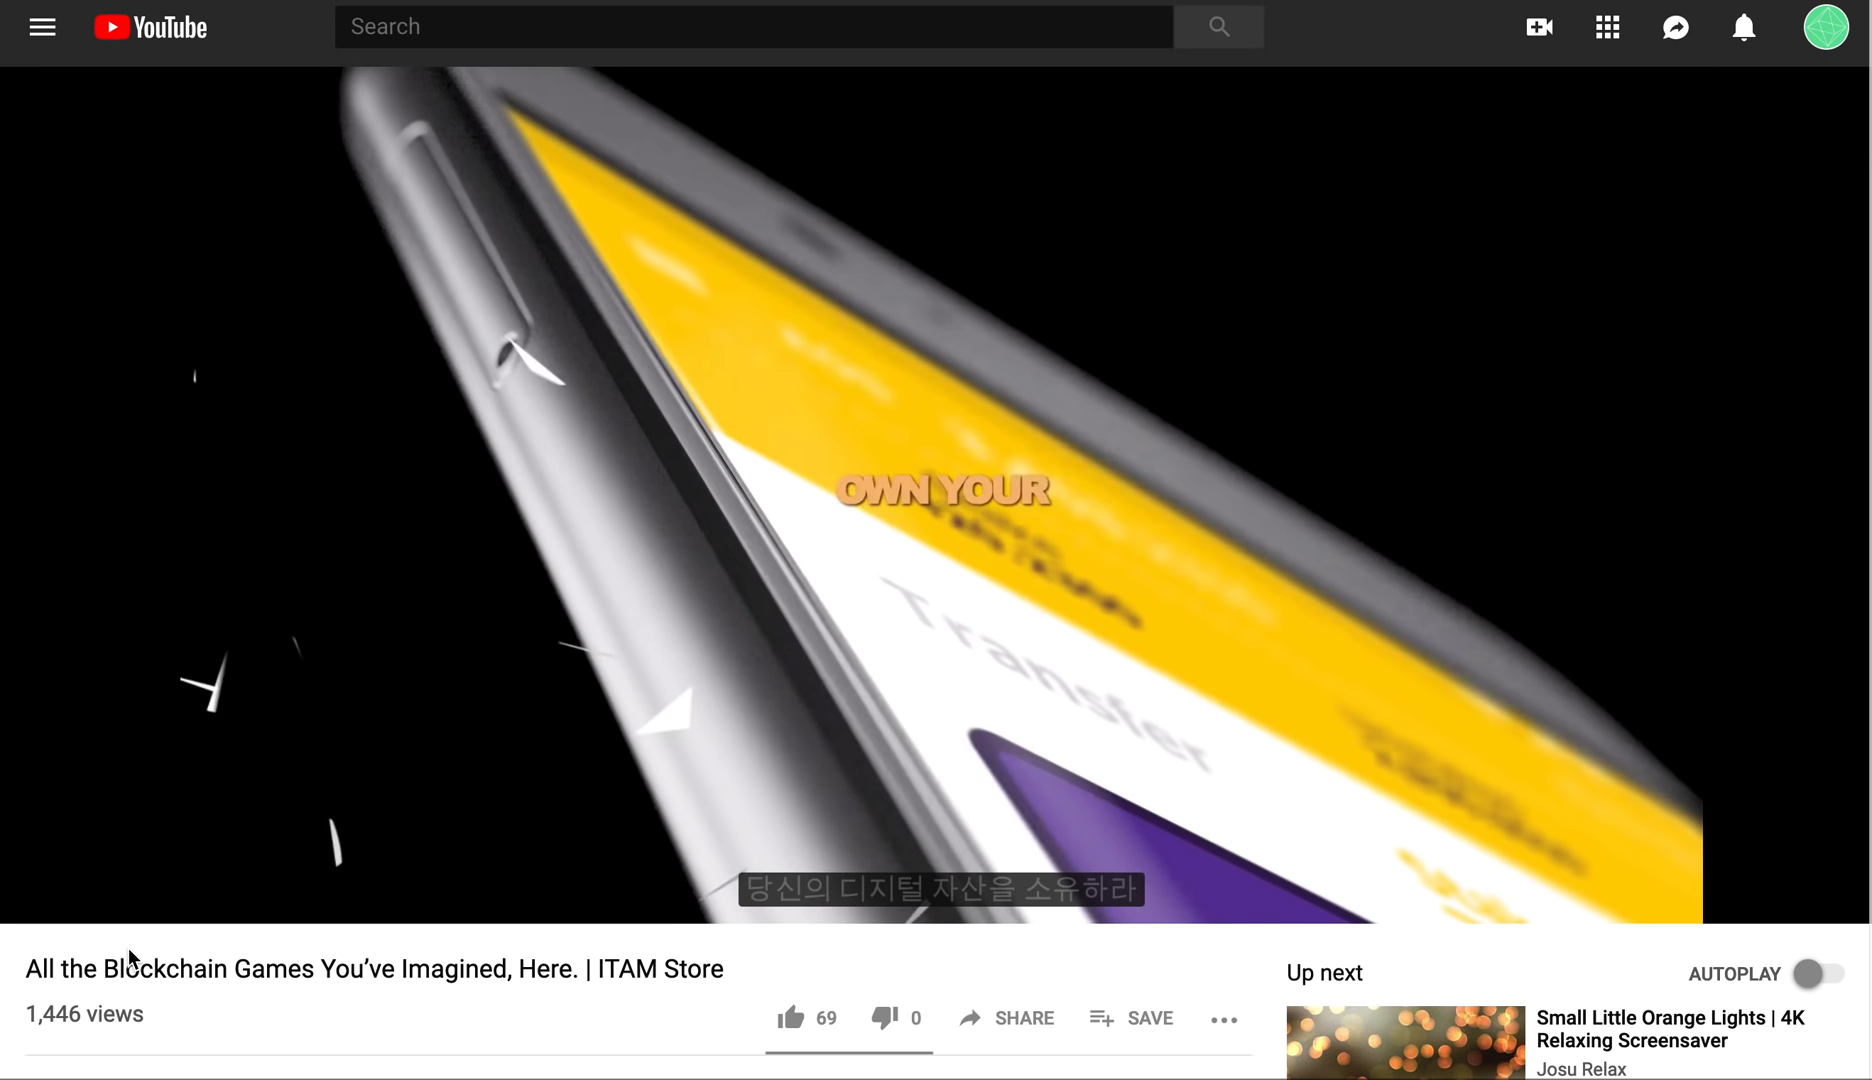 YouTube
Search
OWN YOUR
Transfer
당신의 디지털 자산을 소유하라
All the Blockchain Games You’ve Imagined, Here. | ITAM Store
1,446 views
69
0
SHARE
SAVE
Up next
AUTOPLAY
Small Little Orange Lights | 4K
Relaxing Screensaver
Josu Relax